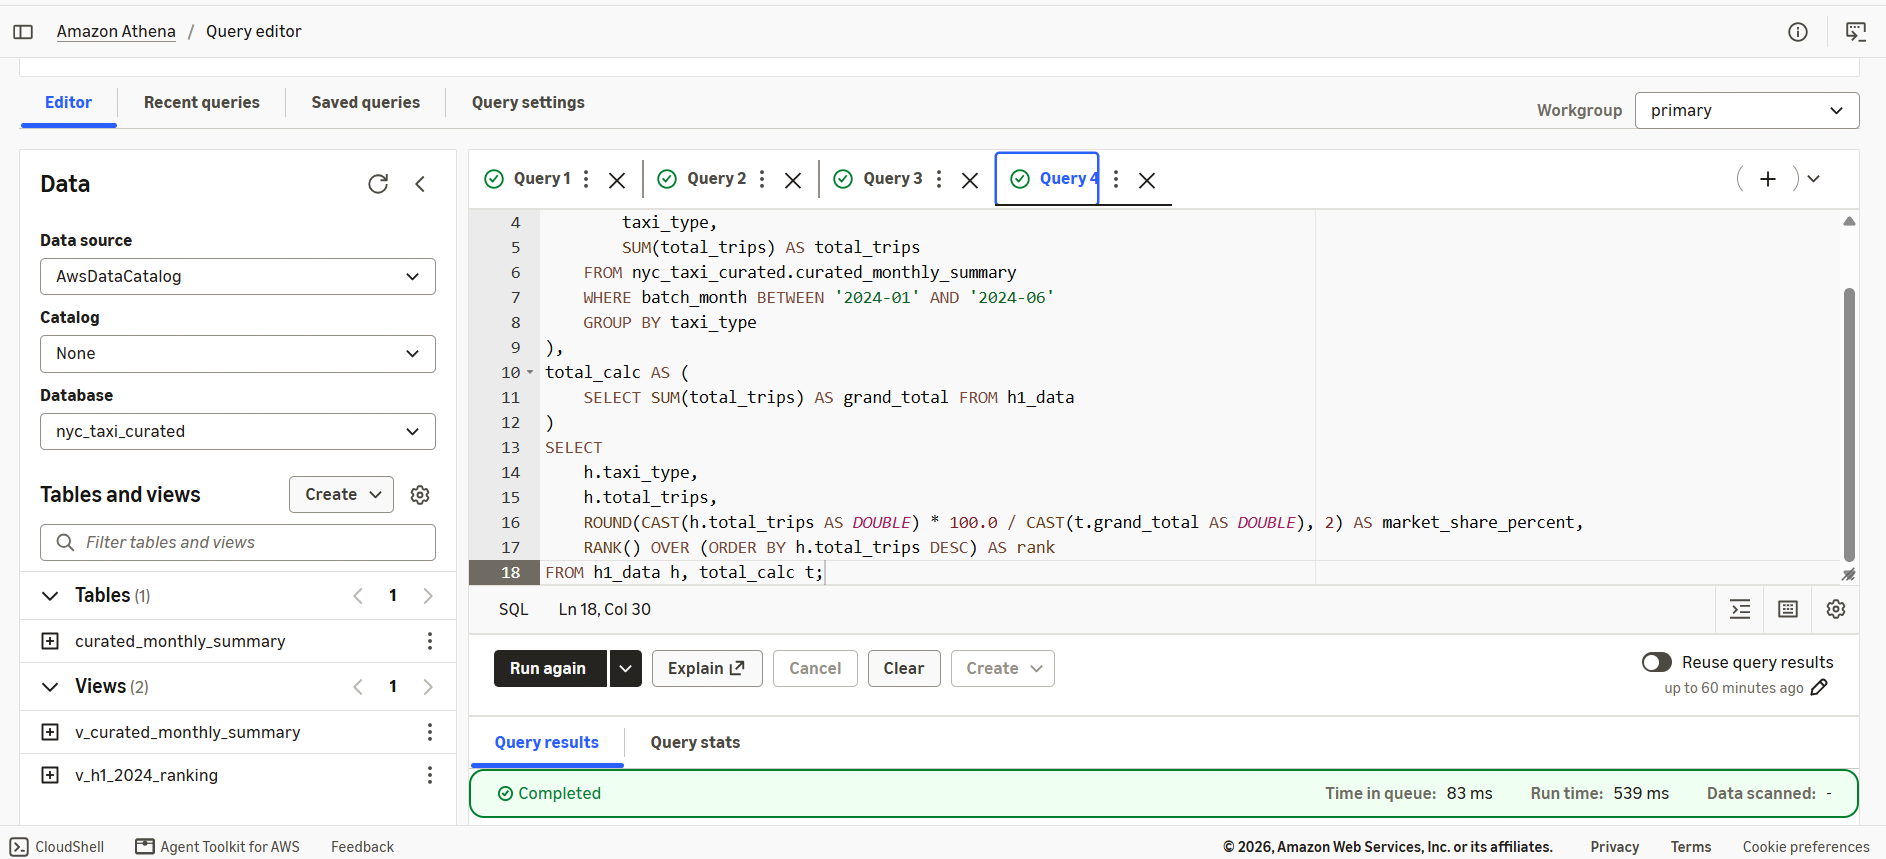 Amazon Athena / Query editor
Editor
Recent queries
Saved queries
Query settings
Workgroup
primary
Data
Data source
AwsDataCatalog
Catalog
None
Database
nyc_taxi_curated
Tables and views
Create
Filter tables and views
Tables (1)
1
curated_monthly_summary
Views (2)
1
v_curated_monthly_summary
v_h1_2024_ranking
Query 1
Query 2
Query 3
Query 4
4 taxi_type,
5 SUM(total_trips) AS total_trips
6 FROM nyc_taxi_curated.curated_monthly_summary
7 WHERE batch_month BETWEEN '2024-01' AND '2024-06'
8 GROUP BY taxi_type
9 ),
10 total_calc AS (
11 SELECT SUM(total_trips) AS grand_total FROM h1_data
12 )
13 SELECT
14 h.taxi_type,
15 h.total_trips,
16 ROUND(CAST(h.total_trips AS DOUBLE) * 100.0 / CAST(t.grand_total AS DOUBLE), 2) AS market_share_percent,
17 RANK() OVER (ORDER BY h.total_trips DESC) AS rank
18 FROM h1_data h, total_calc t;
SQL Ln 18, Col 30
Run again
Explain
Cancel
Clear
Create
Reuse query results
up to 60 minutes ago
Query results
Query stats
Completed
Time in queue: 83 ms
Run time: 539 ms
Data scanned: -
CloudShell
Agent Toolkit for AWS
Feedback
© 2026, Amazon Web Services, Inc. or its affiliates.
Privacy
Terms
Cookie preferences